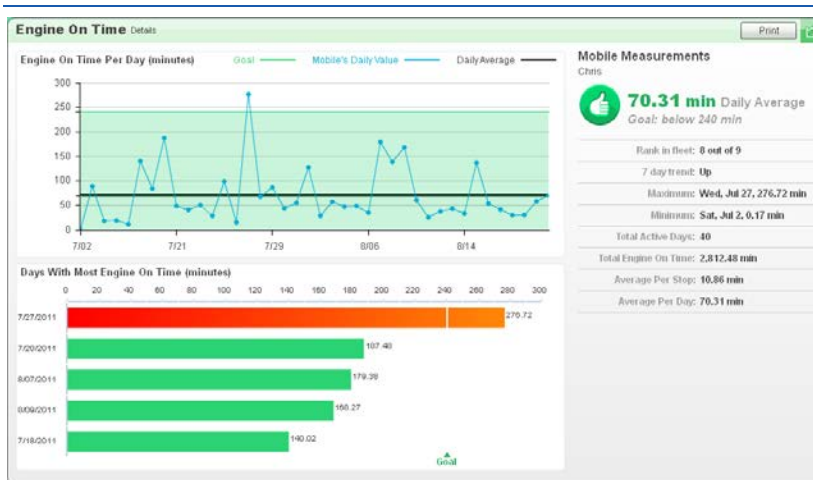 Engine On Time Details
Print
Engine On Time Per Day (minutes)
Goal
Mobile's Daily Value
Daily Average
300
250
200
150
100
50
0
7/02
7/21
7/29
8/06
8/14
Days With Most Engine On Time (minutes)
0 20 40 60 80 100 120 140 160 180 200 220 240 260 280 300
7/27/2011
276.72
7/20/2011
187.48
8/07/2011
179.39
8/09/2011
168.27
7/18/2011
140.02
Goal
Mobile Measurements
Chris
70.31 min Daily Average
Goal: below 240 min
Rank in fleet: 8 out of 9
7 day trend: Up
Maximum: Wed, Jul 27, 276.72 min
Minimum: Sat, Jul 2, 0.17 min
Total Active Days: 40
Total Engine On Time: 2,812.48 min
Average Per Stop: 10.86 min
Average Per Day: 70.31 min